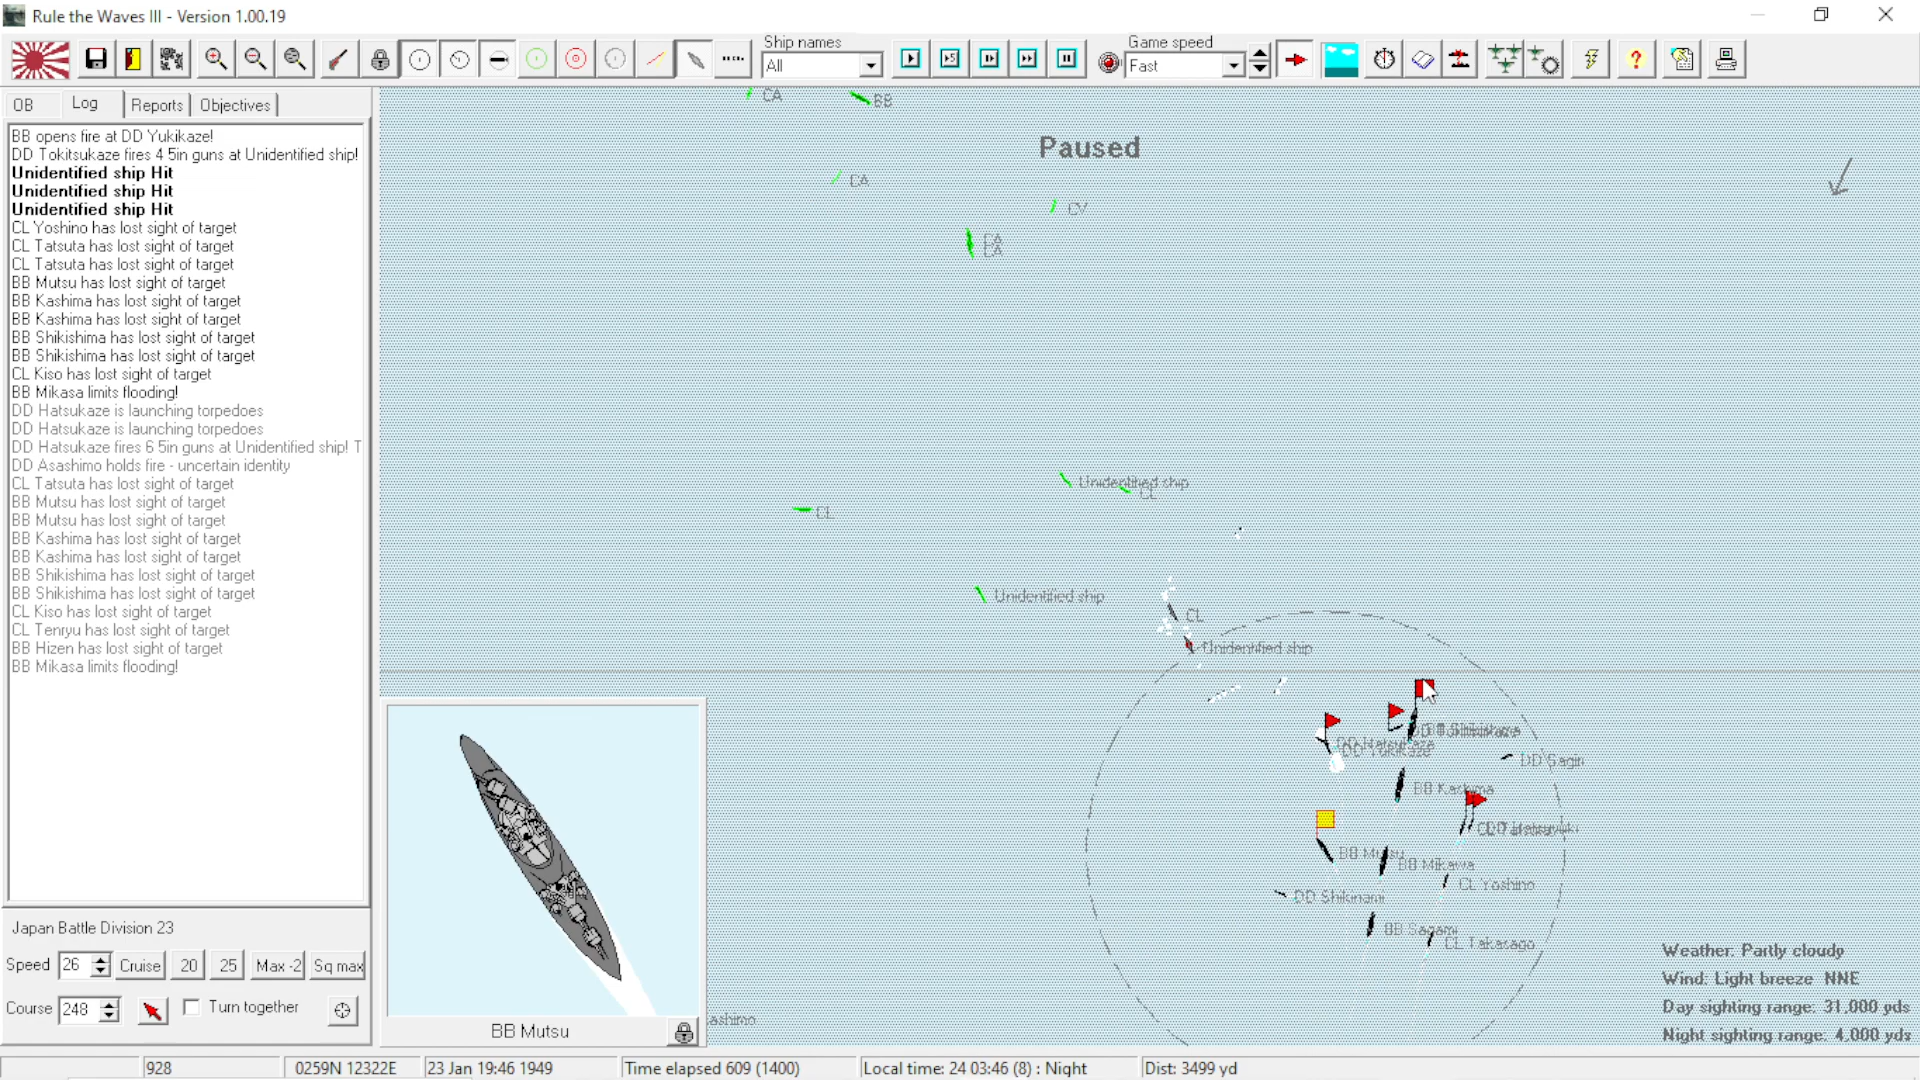 Rule the Waves III - Version 1.00.19
Ship names
All
Game speed
Fast
OB
Log
Reports
Objectives
BB opens fire at DD Yukikaze!
DD Tokitsukaze fires 4 5in guns at Unidentified ship!
Unidentified ship Hit
Unidentified ship Hit
Unidentified ship Hit
CL Yoshino has lost sight of target
CL Tatsuta has lost sight of target
CL Tatsuta has lost sight of target
BB Mutsu has lost sight of target
BB Kashima has lost sight of target
BB Kashima has lost sight of target
BB Shikishima has lost sight of target
BB Shikishima has lost sight of target
CL Kiso has lost sight of target
BB Mikasa limits flooding!
DD Hatsukaze is launching torpedoes
DD Hatsukaze is launching torpedoes
DD Hatsukaze fires 6 5in guns at Unidentified ship! T
DD Asashimo holds fire - uncertain identity
CL Tatsuta has lost sight of target
BB Mutsu has lost sight of target
BB Mutsu has lost sight of target
BB Kashima has lost sight of target
BB Kashima has lost sight of target
BB Shikishima has lost sight of target
BB Shikishima has lost sight of target
CL Kiso has lost sight of target
CL Tenryu has lost sight of target
BB Hizen has lost sight of target
BB Mikasa limits flooding!
CA
BB
Paused
CA
CV
CA
CA
Unidentified ship
CL
CL
Unidentified ship
CL
Unidentified ship
DD Yukikaze
DD Sagiri
BB Kashima
BB Mutsu
BB Mikawa
CL Yoshino
DD Shikinami
BB Sagami
CL Takasago
ashimo
Weather: Partly cloudy
Wind: Light breeze NNE
Day sighting range: 31,000 yds
Night sighting range: 4,000 yds
Japan Battle Division 23
Speed
26
Cruise
20
25
Max -2
Sq max
Course
248
Turn together
BB Mutsu
928
0259N 12322E
23 Jan 19:46 1949
Time elapsed 609 (1400)
Local time: 24 03:46 (8) : Night
Dist: 3499 yd